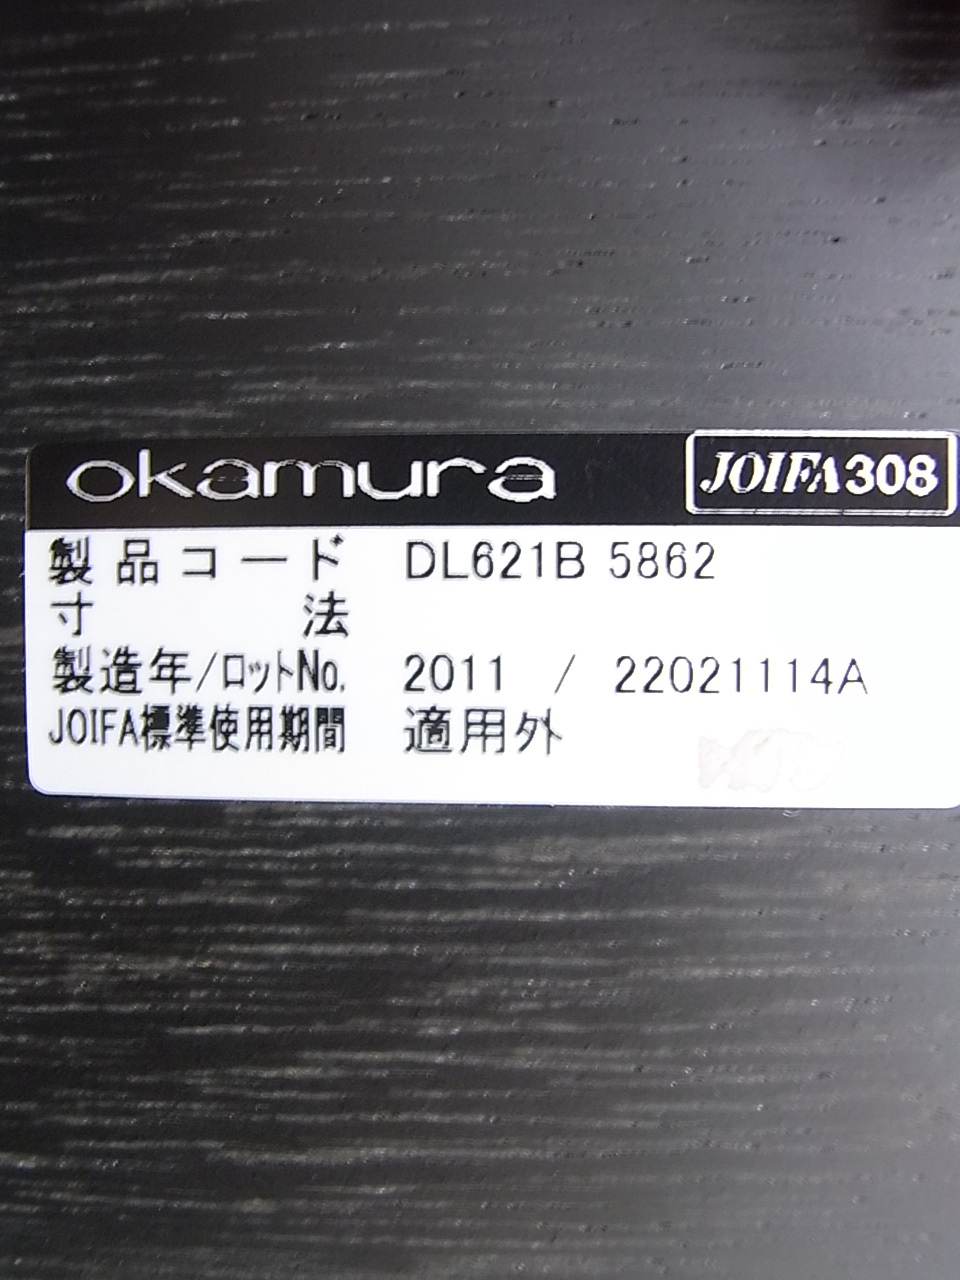 okamura JOIFA308
製品コード DL621B 5862
寸法
製造年/ロットNo. 2011 / 22021114A
JOIFA標準使用期間 適用外